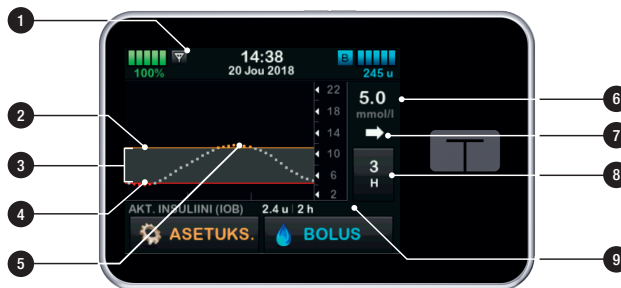 1
14:38
100%
20 Jou 2018
B
245 u
2
3
4
5
22
18
14
10
6
2
5.0
mmol/l
3
H
6
7
8
9
AKT. INSULIINI (IOB) 2.4 u | 2 h
ASETUKS.
BOLUS
T